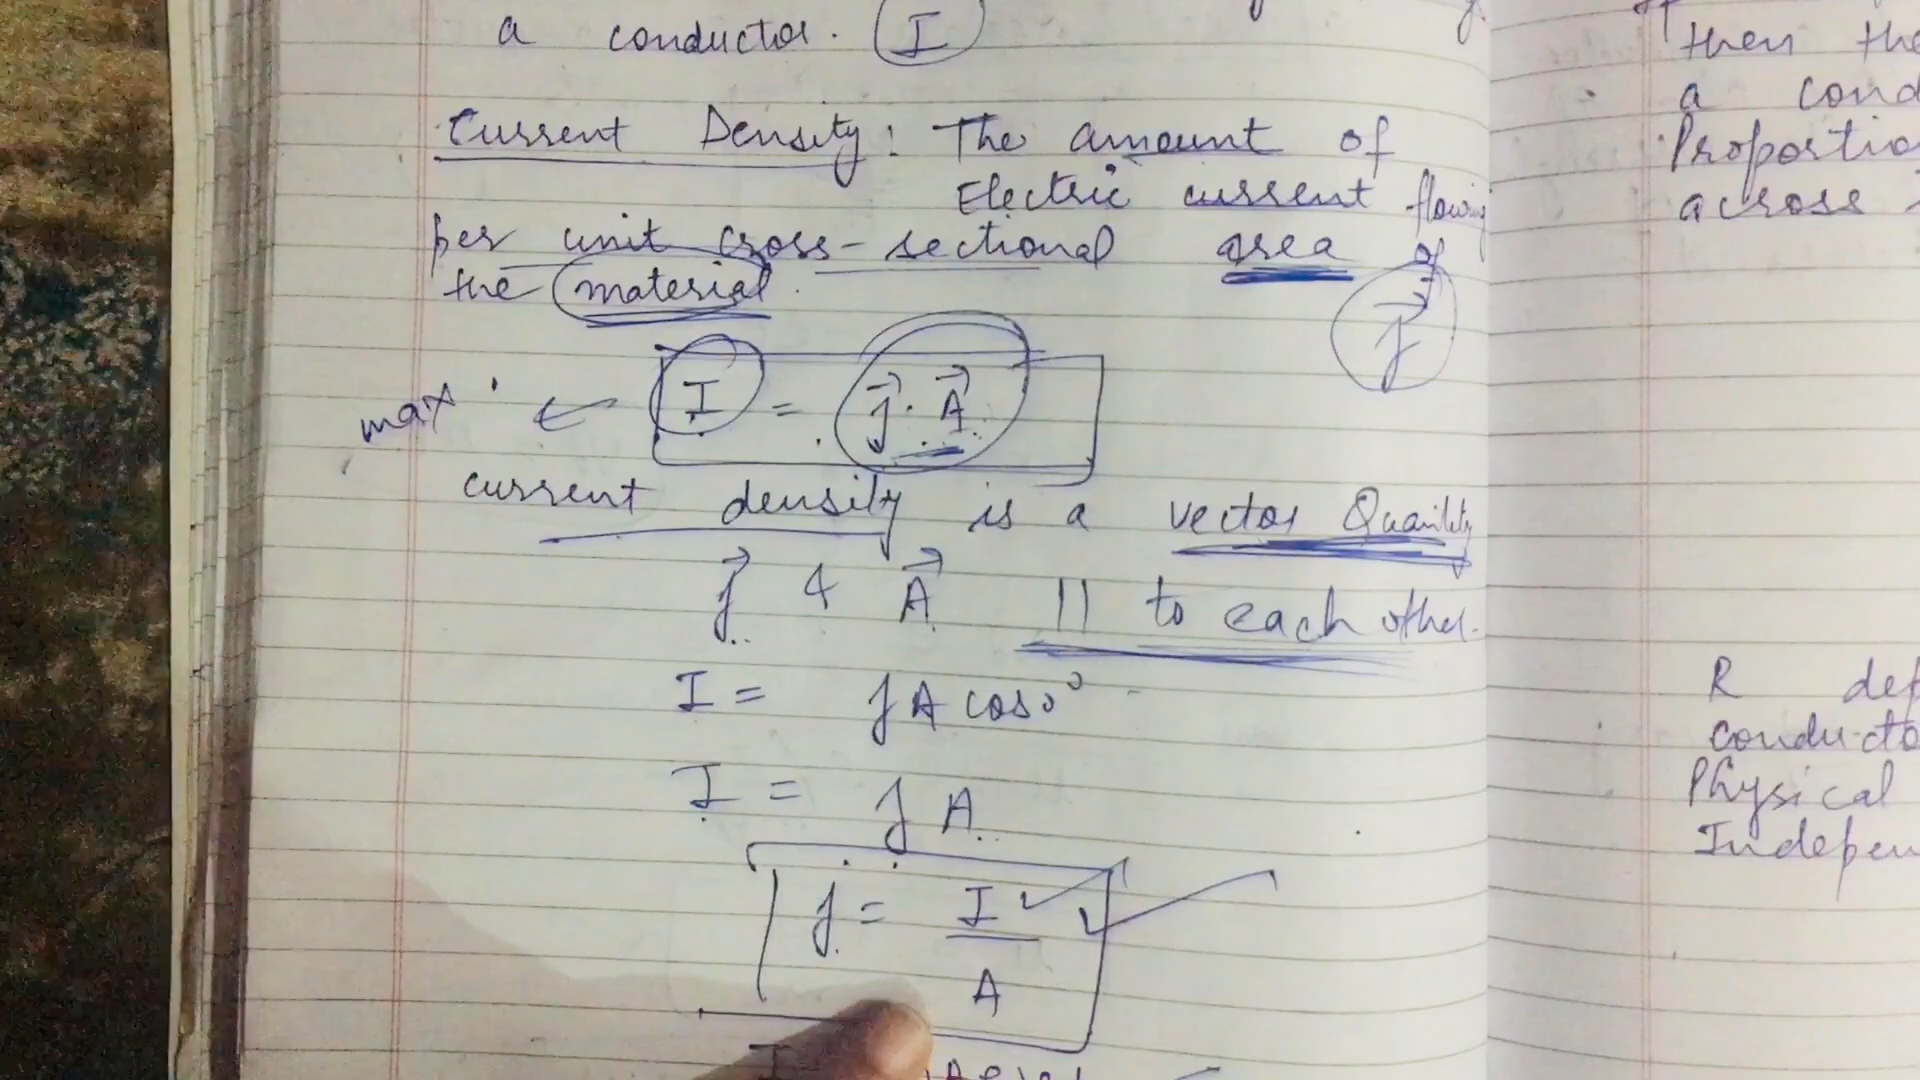 a conductor. I
Current Density: The amount of
Electric current flowing
per unit cross-sectional area of
the material.
j⃗
max ← I = j⃗ · A⃗
current density is a vector Quantity
j⃗ & A⃗ || to each other.
I = jA cos0°
I = jA
j = I
A
I
then the
a cond
Proportio
across
R dep
conducto
Physical
Indepen